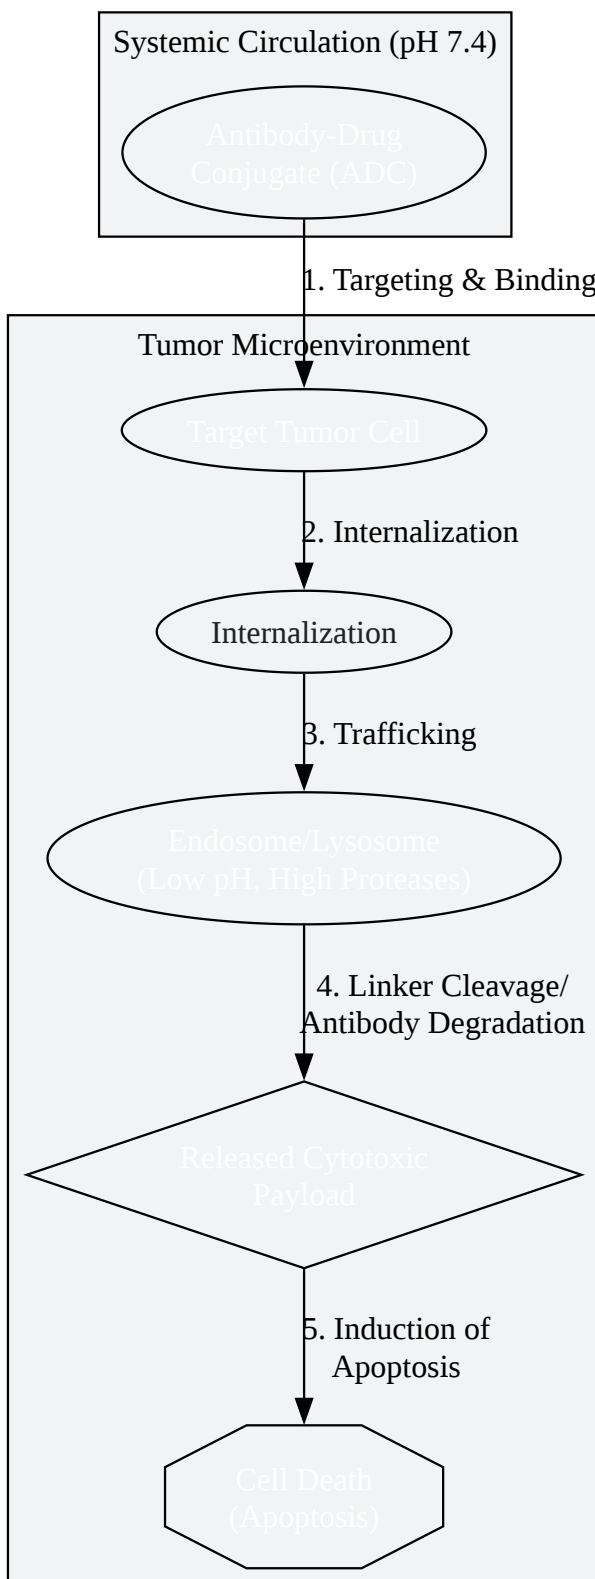 Systemic Circulation (pH 7.4)
Antibody-Drug
Conjugate (ADC)
1. Targeting & Binding
Tumor Microenvironment
Target Tumor Cell
2. Internalization
Internalization
3. Trafficking
Endosome/Lysosome
(Low pH, High Proteases)
4. Linker Cleavage/
Antibody Degradation
Released Cytotoxic
Payload
5. Induction of
Apoptosis
Cell Death
(Apoptosis)